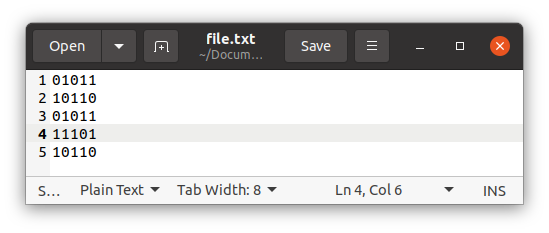 Open file.txt ~/Docum... Save
1 01011
2 10110
3 01011
4 11101
5 10110
S... Plain Text Tab Width: 8 Ln 4, Col 6 INS